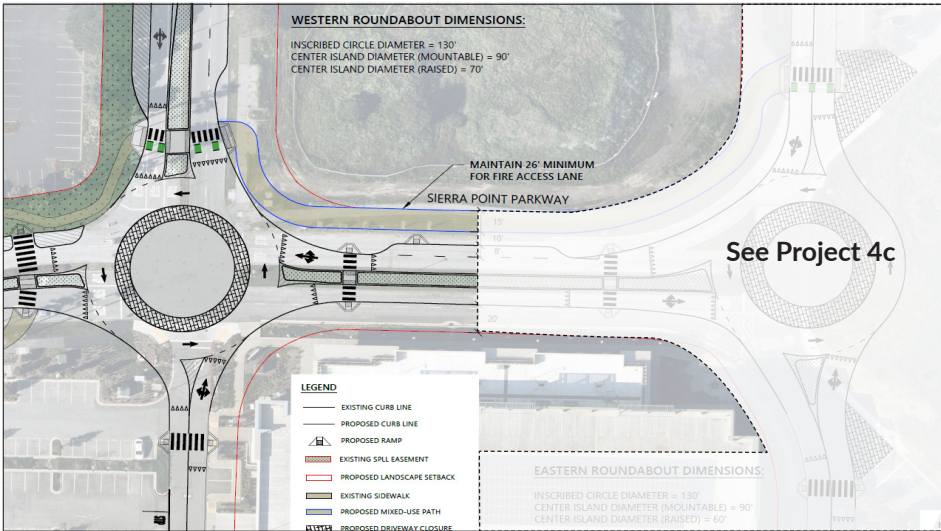 WESTERN ROUNDABOUT DIMENSIONS:
INSCRIBED CIRCLE DIAMETER = 130'
CENTER ISLAND DIAMETER (MOUNTABLE) = 90'
CENTER ISLAND DIAMETER (RAISED) = 70'
MAINTAIN 26' MINIMUM
FOR FIRE ACCESS LANE
SIERRA POINT PARKWAY
15'
10'
8'
See Project 4c
20'
LEGEND
EXISTING CURB LINE
PROPOSED CURB LINE
PROPOSED RAMP
EXISTING SPLL EASEMENT
PROPOSED LANDSCAPE SETBACK
EXISTING SIDEWALK
PROPOSED MIXED-USE PATH
PROPOSED DRIVEWAY CLOSURE
EASTERN ROUNDABOUT DIMENSIONS:
INSCRIBED CIRCLE DIAMETER = 130'
CENTER ISLAND DIAMETER (MOUNTABLE) = 90'
CENTER ISLAND DIAMETER (RAISED) = 60'